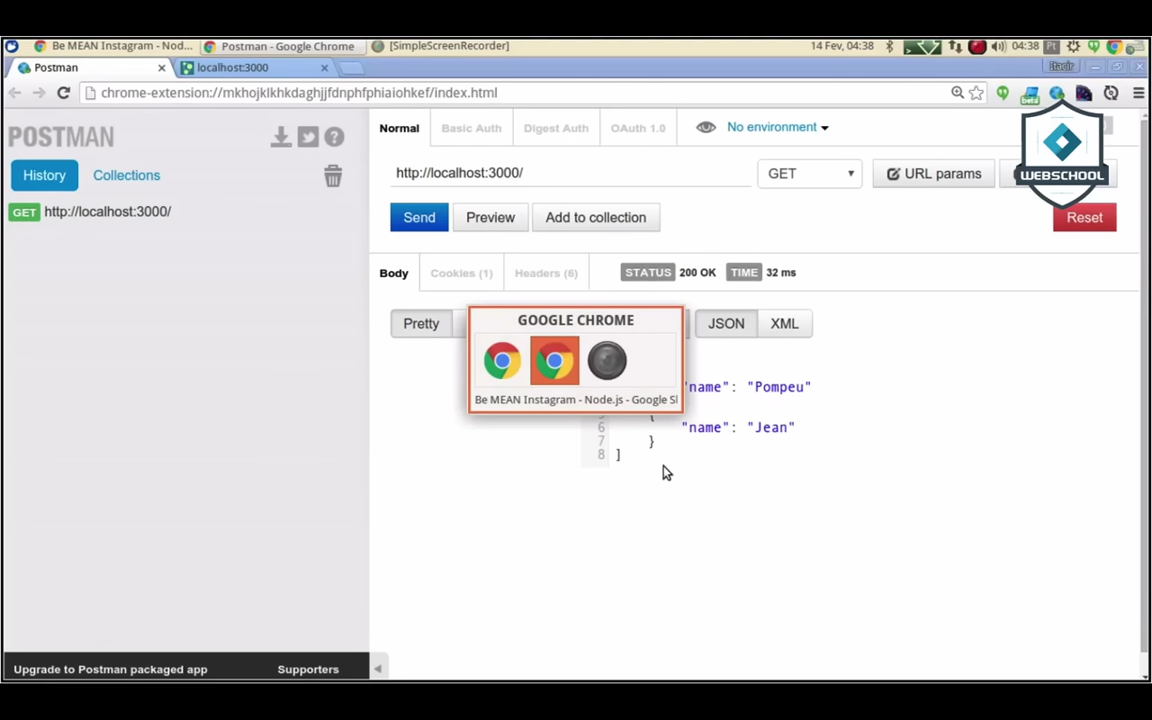 Be MEAN Instagram - Nod... Postman - Google Chrome [SimpleScreenRecorder] 14 Fev, 04:38 04:38 Pt
Postman localhost:3000 Itacir
chrome-extension://mkhojklkhkdaghjjfdnphfphiaiohkef/index.html
POSTMAN
Normal Basic Auth Digest Auth OAuth 1.0 No environment
History Collections
http://localhost:3000/ GET URL params
WEBSCHOOL
GET http://localhost:3000/
Send Preview Add to collection Reset
Body Cookies (1) Headers (6) STATUS 200 OK TIME 32 ms
Pretty JSON XML
GOOGLE CHROME
Be MEAN Instagram - Node.js - Google Sl
"name": "Pompeu"
{
6 "name": "Jean"
7 }
8 ]
Upgrade to Postman packaged app Supporters